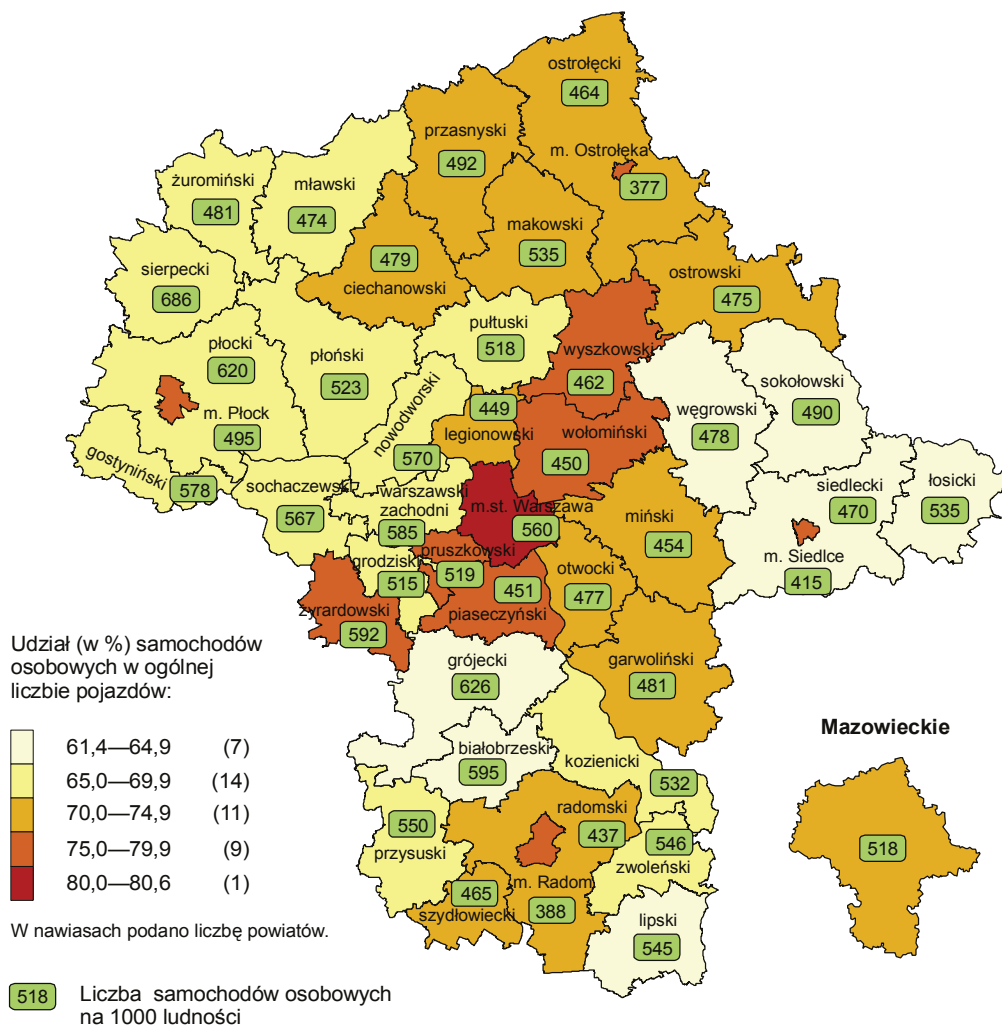 ostrołęcki
464
przasnyski
492
m. Ostrołęka
377
żuromiński
481
mławski
474
makowski
535
479
ciechanowski
ostrowski
475
sierpecki
686
pułtuski
518
wyszkowski
462
płocki
620
płoński
523
sokołowski
490
nowodworski
570
449
legionowski
węgrowski
478
m. Płock
495
wołomiński
450
gostyniński
578
sochaczewski
567
warszawski
zachodni
585
m.st. Warszawa
560
miński
454
siedlecki
470
łosicki
535
m. Siedlce
415
pruszkowski
519
grodziski
515
451
piaseczyński
otwocki
477
żyrardowski
592
garwoliński
481
grójecki
626
Udział (w %) samochodów
osobowych w ogólnej
liczbie pojazdów:
61,4—64,9 (7)
65,0—69,9 (14)
70,0—74,9 (11)
75,0—79,9 (9)
80,0—80,6 (1)
W nawiasach podano liczbę powiatów.
518 Liczba samochodów osobowych
na 1000 ludności
białobrzeski
595
kozienicki
532
550
przysuski
radomski
437
546
zwoleński
465
szydłowiecki
m. Radom
388
lipski
545
Mazowieckie
518